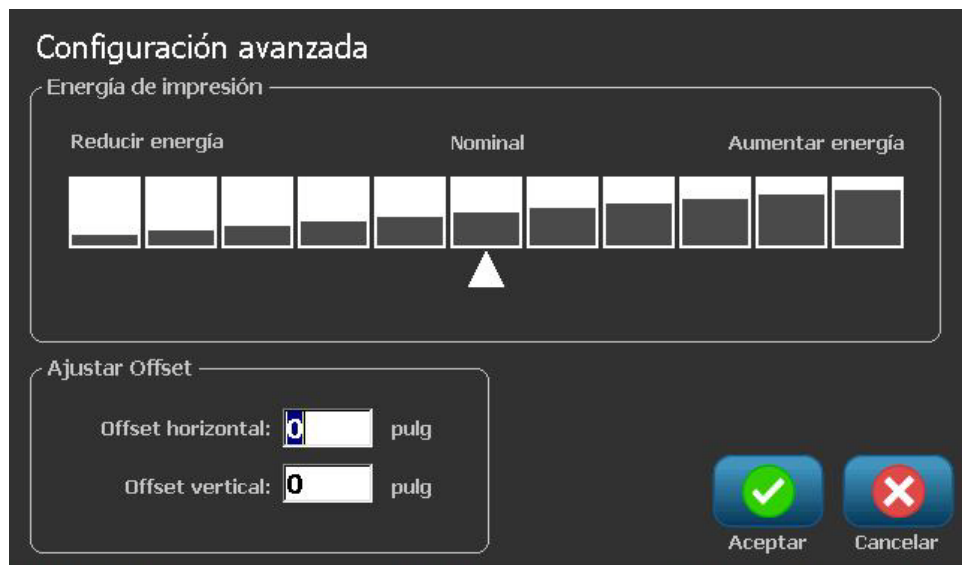 Configuración avanzada
Energía de impresión
Reducir energía Nominal Aumentar energía
Ajustar Offset
Offset horizontal: 0 pulg
Offset vertical: 0 pulg
Aceptar Cancelar